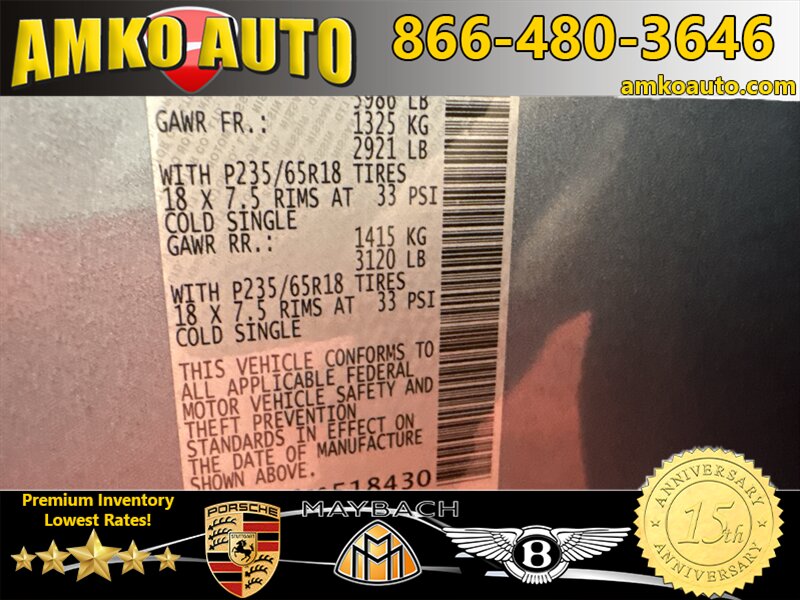 AMKO AUTO
866-480-3646
amkoauto.com
5986 LB
GAWR FR.: 1325 KG
2921 LB
WITH P235/65R18 TIRES
18 X 7.5 RIMS AT 33 PSI
COLD SINGLE
GAWR RR.: 1415 KG
3120 LB
WITH P235/65R18 TIRES
18 X 7.5 RIMS AT 33 PSI
COLD SINGLE
THIS VEHICLE CONFORMS TO
ALL APPLICABLE FEDERAL
MOTOR VEHICLE SAFETY AND
THEFT PREVENTION
STANDARDS IN EFFECT ON
THE DATE OF MANUFACTURE
SHOWN ABOVE.
518430
Premium Inventory
Lowest Rates!
PORSCHE
STUTTGART
MAYBACH
M M
B
ANNIVERSARY
15th
ANNIVERSARY